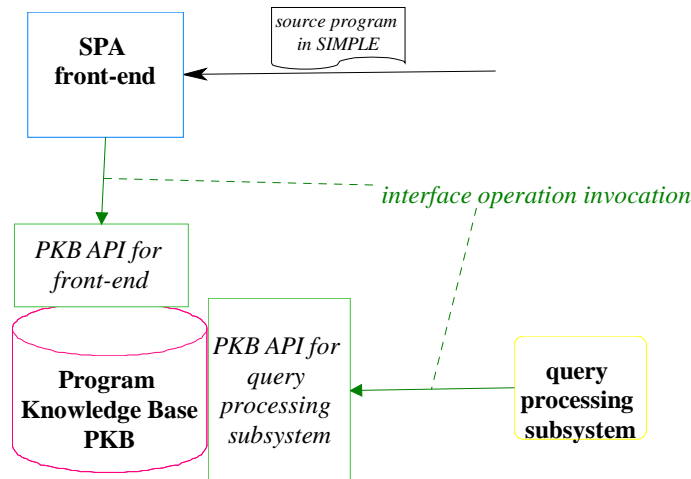 source program
in SIMPLE
SPA
front-end
interface operation invocation
PKB API for
front-end
PKB API for
query
processing
subsystem
Program
Knowledge Base
PKB
query
processing
subsystem